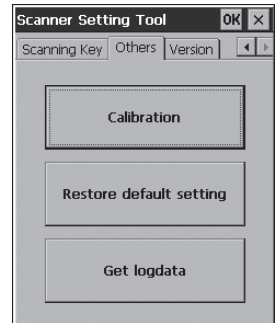 Scanner Setting Tool OK ×
Scanning Key Others Version
Calibration
Restore default setting
Get logdata